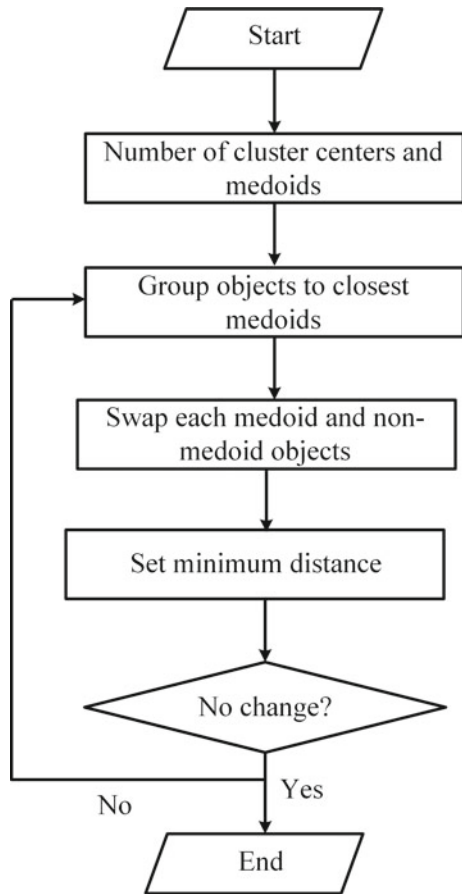 Start
Number of cluster centers and
medoids
Group objects to closest
medoids
Swap each medoid and non-
medoid objects
Set minimum distance
No change?
No
Yes
End